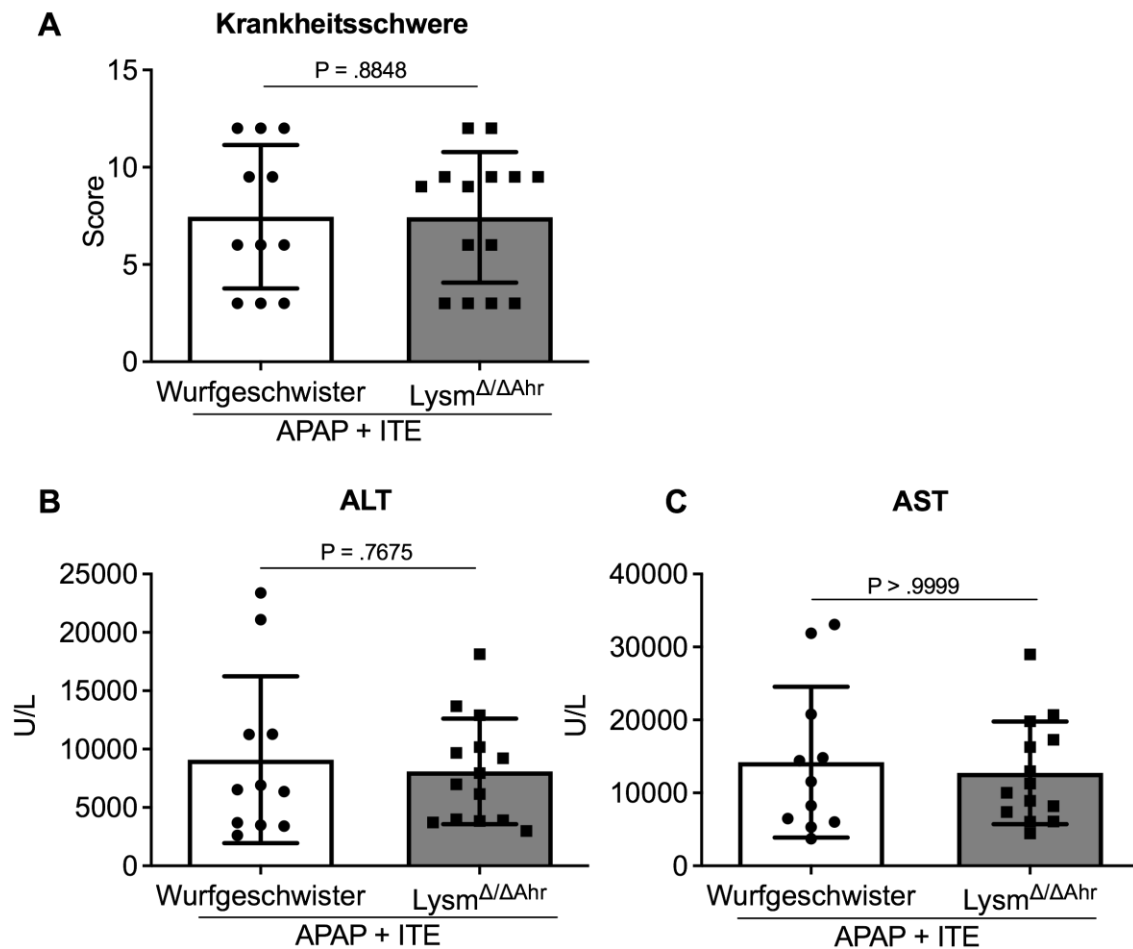 A
Krankheitsschwere
P = .8848
15
10
5
0
Score
Wurfgeschwister
Lysm^Δ/ΔAhr
APAP + ITE
B
ALT
P = .7675
25000
20000
15000
10000
5000
0
U/L
Wurfgeschwister
Lysm^Δ/ΔAhr
APAP + ITE
C
AST
P > .9999
40000
30000
20000
10000
0
U/L
Wurfgeschwister
Lysm^Δ/ΔAhr
APAP + ITE